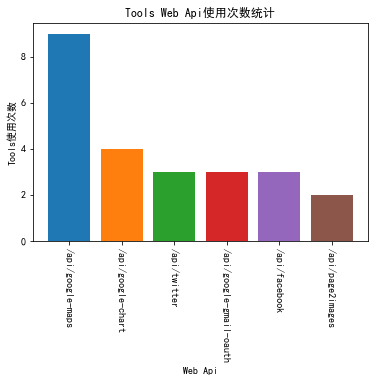 Tools Web Api使用次数统计
Tools使用次数
8
6
4
2
0
/api/google-maps
/api/google-chart
/api/twitter
/api/google-gmail-oauth
/api/facebook
/api/page2images
Web Api